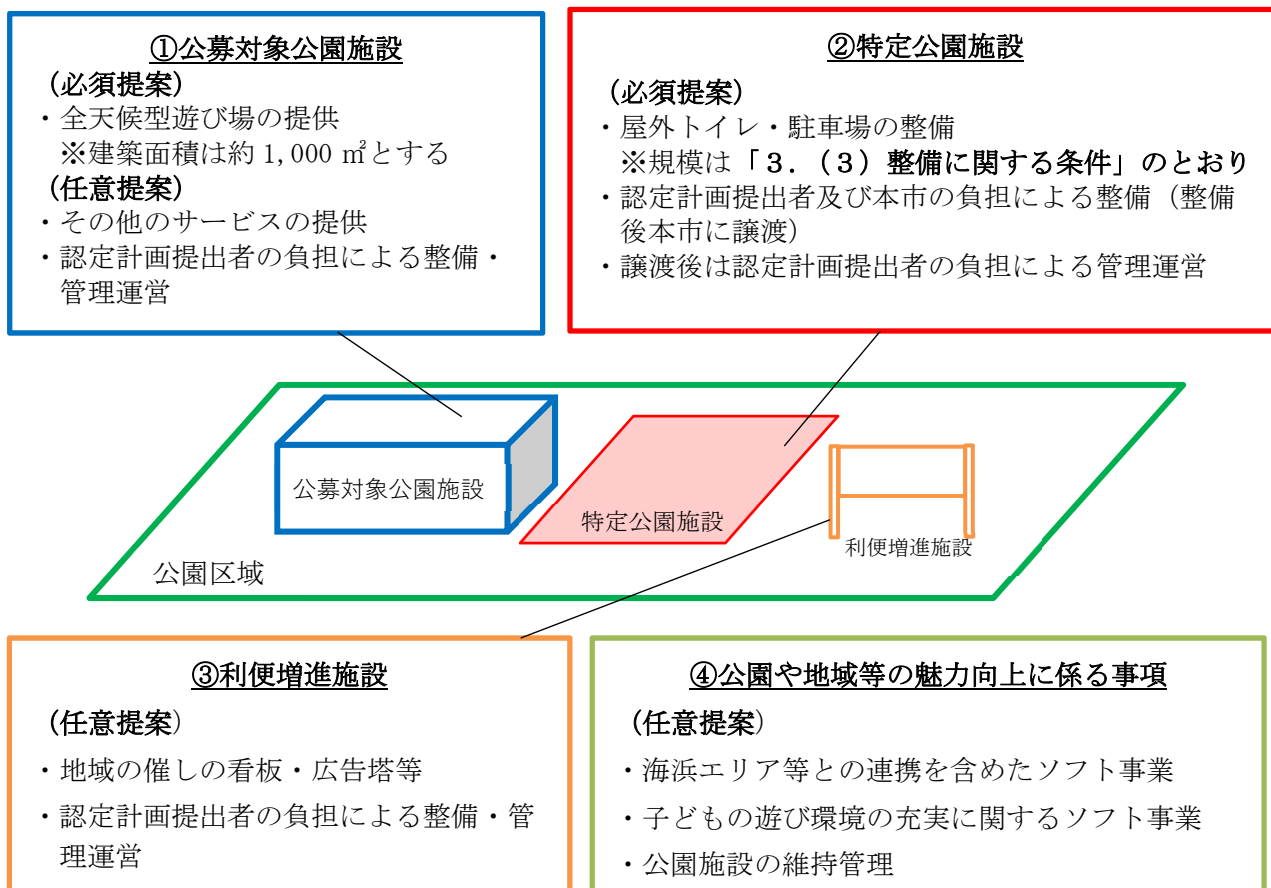 ①公募対象公園施設
(必須提案)
・全天候型遊び場の提供
※建築面積は約 1,000 ㎡とする
(任意提案)
・その他のサービスの提供
・認定計画提出者の負担による整備・
管理運営
②特定公園施設
(必須提案)
・屋外トイレ・駐車場の整備
※規模は「３．（３）整備に関する条件」のとおり
・認定計画提出者及び本市の負担による整備（整備
後本市に譲渡）
・譲渡後は認定計画提出者の負担による管理運営
公募対象公園施設
特定公園施設
利便増進施設
公園区域
③利便増進施設
(任意提案)
・地域の催しの看板・広告塔等
・認定計画提出者の負担による整備・管
理運営
④公園や地域等の魅力向上に係る事項
(任意提案)
・海浜エリア等との連携を含めたソフト事業
・子どもの遊び環境の充実に関するソフト事業
・公園施設の維持管理